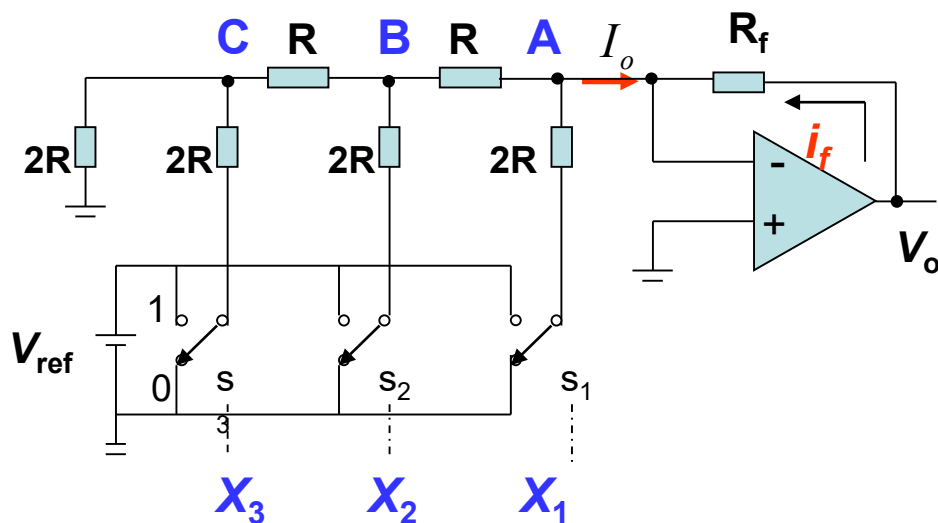 C R B R A I_o R_f
2R 2R 2R 2R
i_f
-
+
V_o
1
V_ref
0 s_3 s_2 s_1
X_3 X_2 X_1